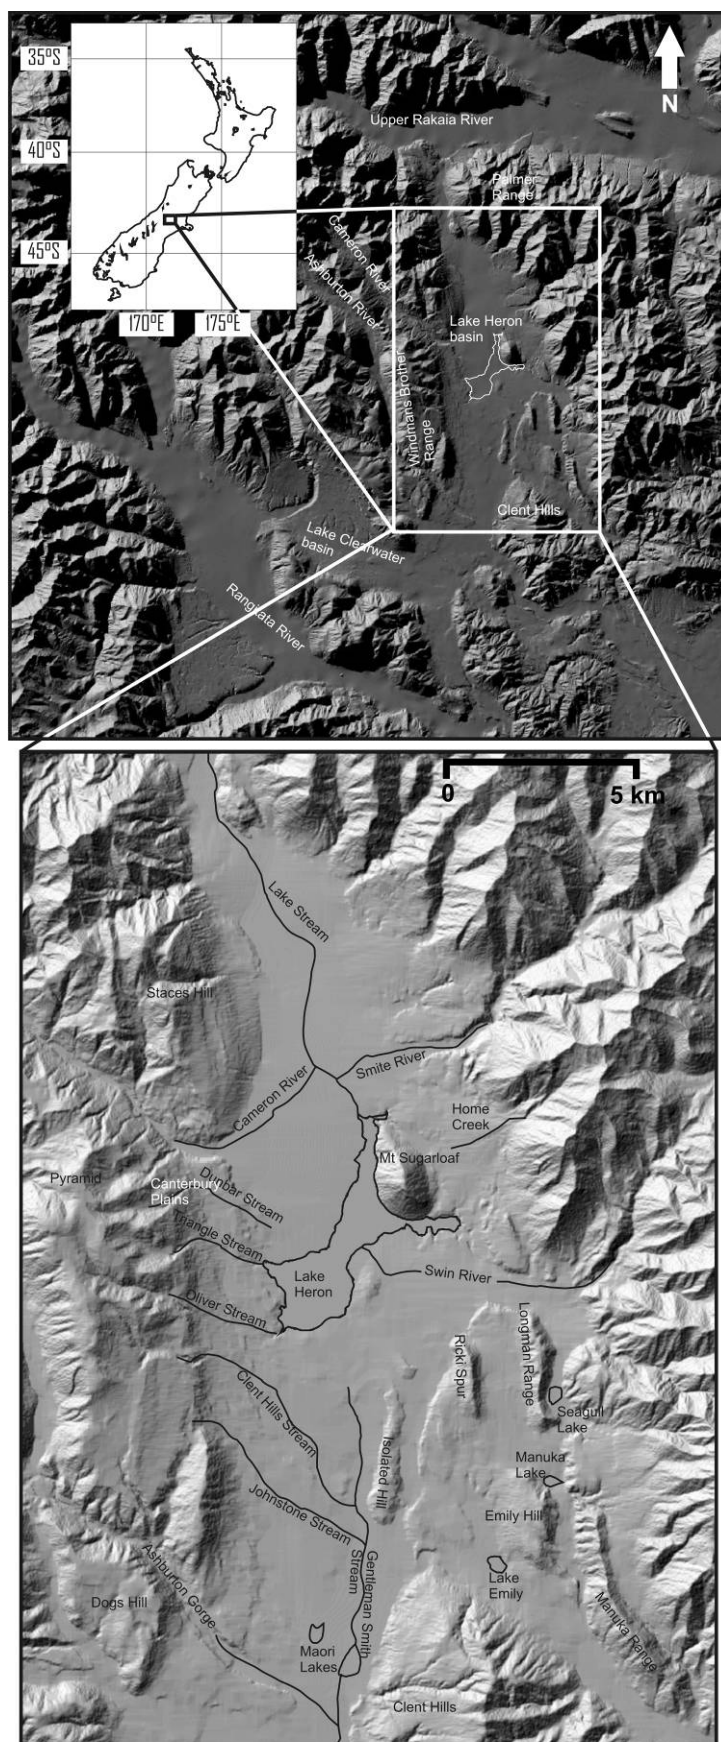 35°S
40°S
45°S
170°E
175°E
N
Upper Rakaia River
Palmer
Range
Cameron River
Ashburton River
Lake Heron
basin
Windmans Brother
Range
Clent Hills
Lake Clearwater
basin
Rangitata River
0
5 km
Lake Stream
Staces Hill
Smite River
Cameron River
Home
Creek
Mt Sugarloaf
Pyramid
Canterbury
Plains
Dunbar Stream
Triangle Stream
Lake
Heron
Swin River
Oliver Stream
Ricki Spur
Longman Range
Clent Hills Stream
Seagull
Lake
Isolated Hill
Manuka
Lake
Johnstone Stream
Emily Hill
Gentleman Smith
Stream
Ashburton Gorge
Lake
Emily
Dogs Hill
Manuka Range
Maori
Lakes
Clent Hills